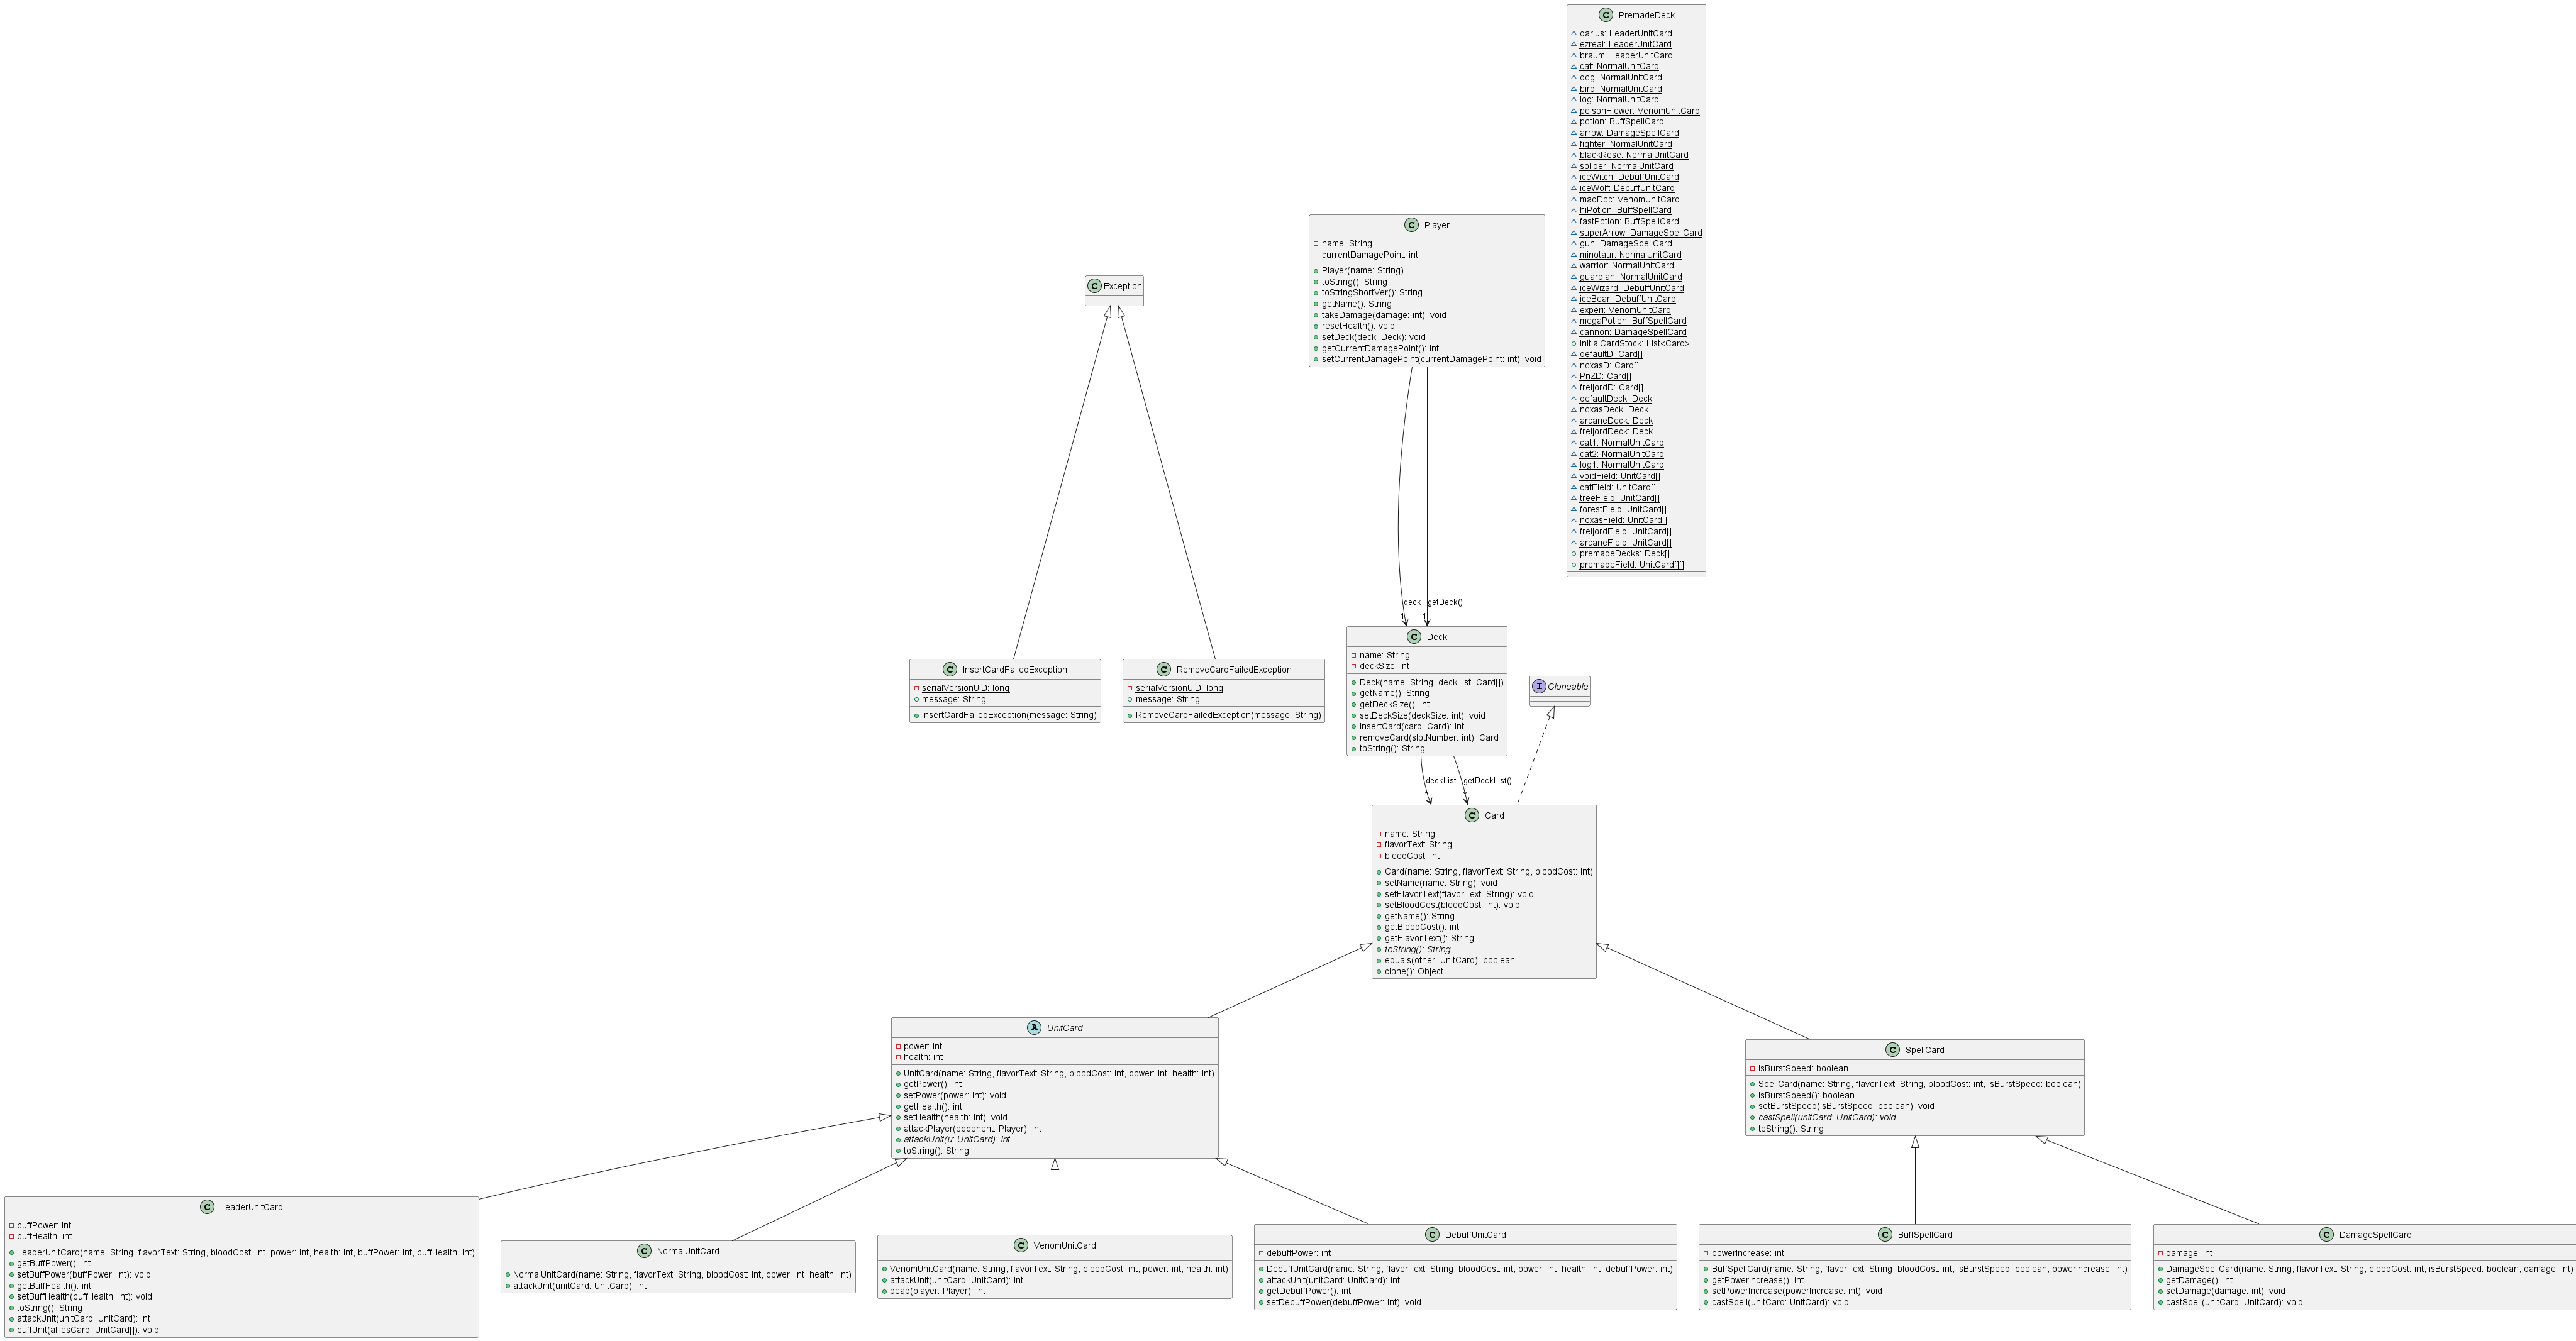 PremadeDeck
darius: LeaderUnitCard
ezreal: LeaderUnitCard
braum: LeaderUnitCard
cat: NormalUnitCard
dog: NormalUnitCard
bird: NormalUnitCard
log: NormalUnitCard
poisonFlower: VenomUnitCard
potion: BuffSpellCard
arrow: DamageSpellCard
fighter: NormalUnitCard
blackRose: NormalUnitCard
solider: NormalUnitCard
iceWitch: DebuffUnitCard
iceWolf: DebuffUnitCard
madDoc: VenomUnitCard
hiPotion: BuffSpellCard
fastPotion: BuffSpellCard
superArrow: DamageSpellCard
gun: DamageSpellCard
minotaur: NormalUnitCard
warrior: NormalUnitCard
guardian: NormalUnitCard
iceWizard: DebuffUnitCard
iceBear: DebuffUnitCard
experi: VenomUnitCard
megaPotion: BuffSpellCard
cannon: DamageSpellCard
initialCardStock: List<Card>
defaultD: Card[]
noxasD: Card[]
PnZD: Card[]
freljordD: Card[]
defaultDeck: Deck
noxasDeck: Deck
arcaneDeck: Deck
freljordDeck: Deck
cat1: NormalUnitCard
cat2: NormalUnitCard
log1: NormalUnitCard
voidField: UnitCard[]
catField: UnitCard[]
treeField: UnitCard[]
forestField: UnitCard[]
noxasField: UnitCard[]
freljordField: UnitCard[]
arcaneField: UnitCard[]
premadeDecks: Deck[]
premadeField: UnitCard[][]
C Player
name: String
currentDamagePoint: int
Player(name: String)
toString(): String
toStringShortVer(): String
getName(): String
takeDamage(damage: int): void
resetHealth(): void
setDeck(deck: Deck): void
getCurrentDamagePoint(): int
setCurrentDamagePoint(currentDamagePoint: int): void
C Exception
deck
getDeck()
1
1
C InsertCardFailedException
serialVersionUID: long
message: String
InsertCardFailedException(message: String)
C RemoveCardFailedException
serialVersionUID: long
message: String
RemoveCardFailedException(message: String)
C Deck
name: String
deckSize: int
Deck(name: String, deckList: Card[])
getName(): String
getDeckSize(): int
setDeckSize(deckSize: int): void
insertCard(card: Card): int
removeCard(slotNumber: int): Card
toString(): String
I Cloneable
deckList
getDeckList()
*
*
C Card
name: String
flavorText: String
bloodCost: int
Card(name: String, flavorText: String, bloodCost: int)
setName(name: String): void
setFlavorText(flavorText: String): void
setBloodCost(bloodCost: int): void
getName(): String
getBloodCost(): int
getFlavorText(): String
toString(): String
equals(other: UnitCard): boolean
clone(): Object
A UnitCard
power: int
health: int
UnitCard(name: String, flavorText: String, bloodCost: int, power: int, health: int)
getPower(): int
setPower(power: int): void
getHealth(): int
setHealth(health: int): void
attackPlayer(opponent: Player): int
attackUnit(u: UnitCard): int
toString(): String
C SpellCard
isBurstSpeed: boolean
SpellCard(name: String, flavorText: String, bloodCost: int, isBurstSpeed: boolean)
isBurstSpeed(): boolean
setBurstSpeed(isBurstSpeed: boolean): void
castSpell(unitCard: UnitCard): void
toString(): String
C LeaderUnitCard
buffPower: int
buffHealth: int
LeaderUnitCard(name: String, flavorText: String, bloodCost: int, power: int, health: int, buffPower: int, buffHealth: int)
getBuffPower(): int
setBuffPower(buffPower: int): void
getBuffHealth(): int
setBuffHealth(buffHealth: int): void
toString(): String
attackUnit(unitCard: UnitCard): int
buffUnit(alliesCard: UnitCard[]): void
C NormalUnitCard
NormalUnitCard(name: String, flavorText: String, bloodCost: int, power: int, health: int)
attackUnit(unitCard: UnitCard): int
C VenomUnitCard
VenomUnitCard(name: String, flavorText: String, bloodCost: int, power: int, health: int)
attackUnit(unitCard: UnitCard): int
dead(player: Player): int
C DebuffUnitCard
debuffPower: int
DebuffUnitCard(name: String, flavorText: String, bloodCost: int, power: int, health: int, debuffPower: int)
attackUnit(unitCard: UnitCard): int
getDebuffPower(): int
setDebuffPower(debuffPower: int): void
C BuffSpellCard
powerIncrease: int
BuffSpellCard(name: String, flavorText: String, bloodCost: int, isBurstSpeed: boolean, powerIncrease: int)
getPowerIncrease(): int
setPowerIncrease(powerIncrease: int): void
castSpell(unitCard: UnitCard): void
C DamageSpellCard
damage: int
DamageSpellCard(name: String, flavorText: String, bloodCost: int, isBurstSpeed: boolean, damage: int)
getDamage(): int
setDamage(damage: int): void
castSpell(unitCard: UnitCard): void